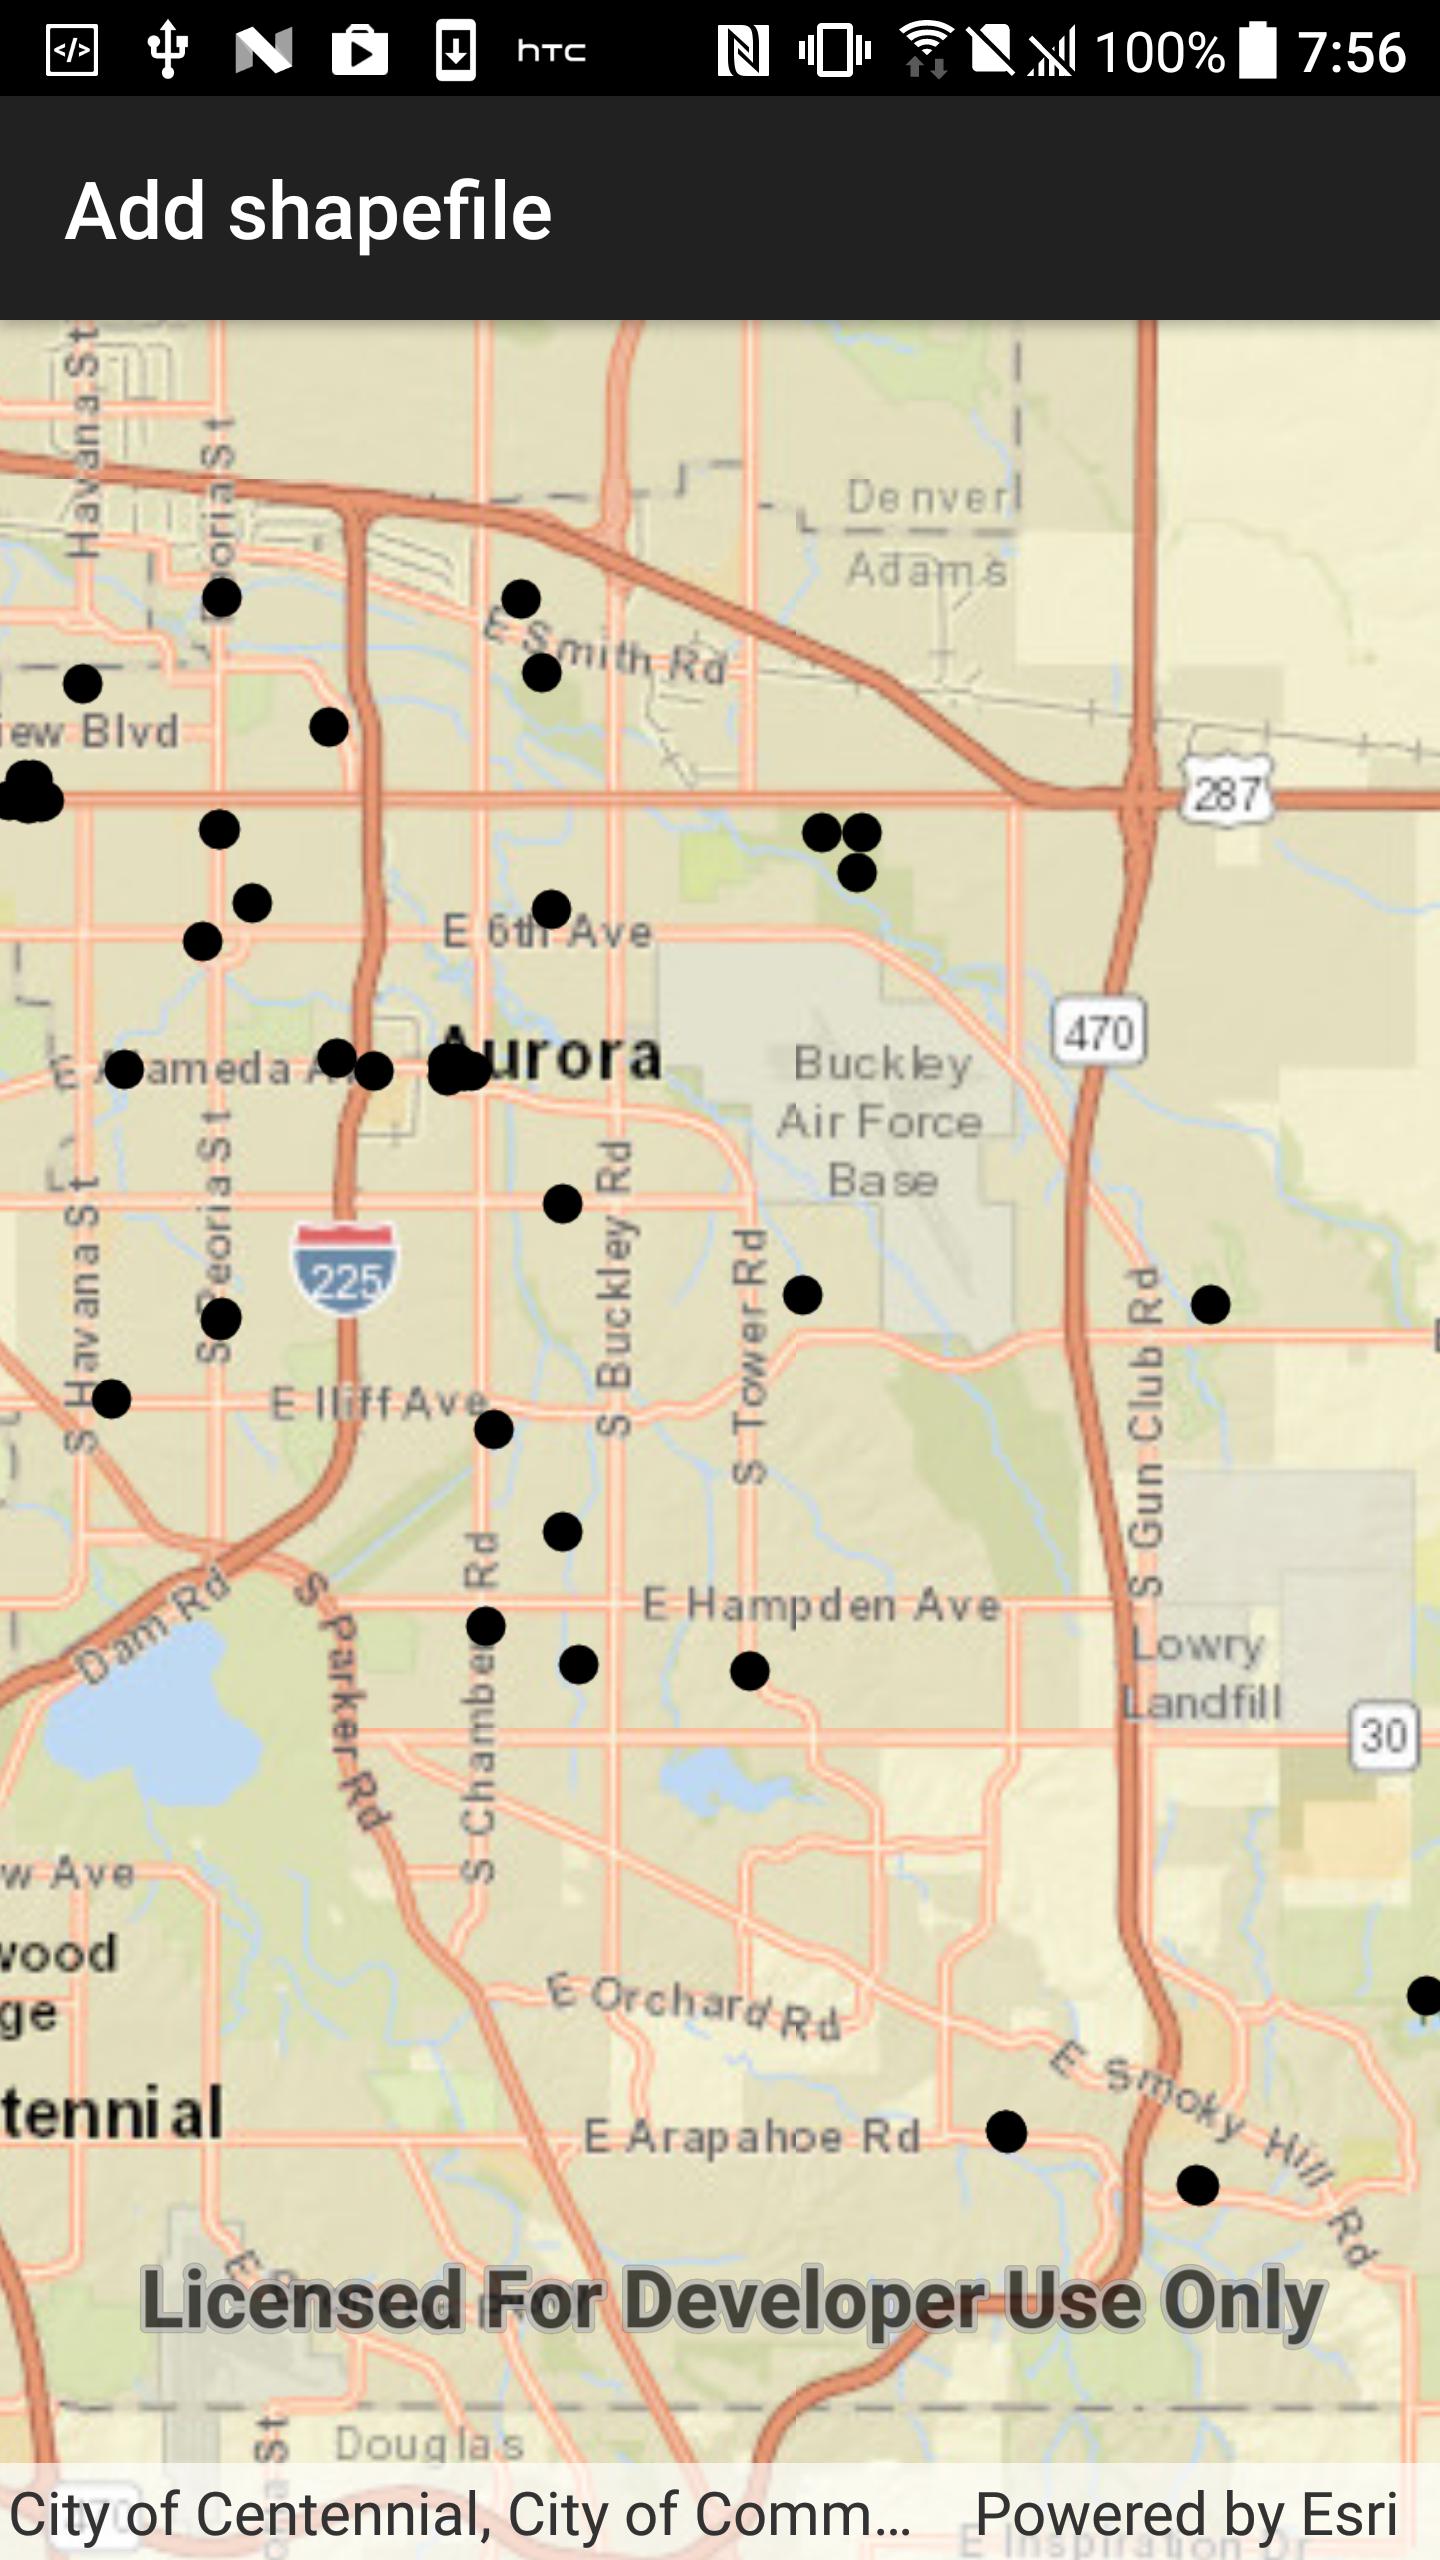 </> hTC 100% 7:56
Add shapefile
Havana St
Peoria St
Denver
Adams
E Smith Rd
iew Blvd
287
E 6th Ave
470
Aurora
E Alameda
Buckley
Air Force
Base
S Havana St
S Peoria St
S Buckley Rd
225
S Tower Rd
S Gun Club Rd
E Iliff Ave
Dam Rd
S Parker Rd
S Chambers Rd
E Hampden Ave
Lowry
Landfill
30
w Ave
wood
ge
E Orchard Rd
E Smoky Hill Rd
tennial
E Arapahoe Rd
Licensed For Developer Use Only
Douglas
City of Centennial, City of Comm... Powered by Esri
E Inspiration Dr